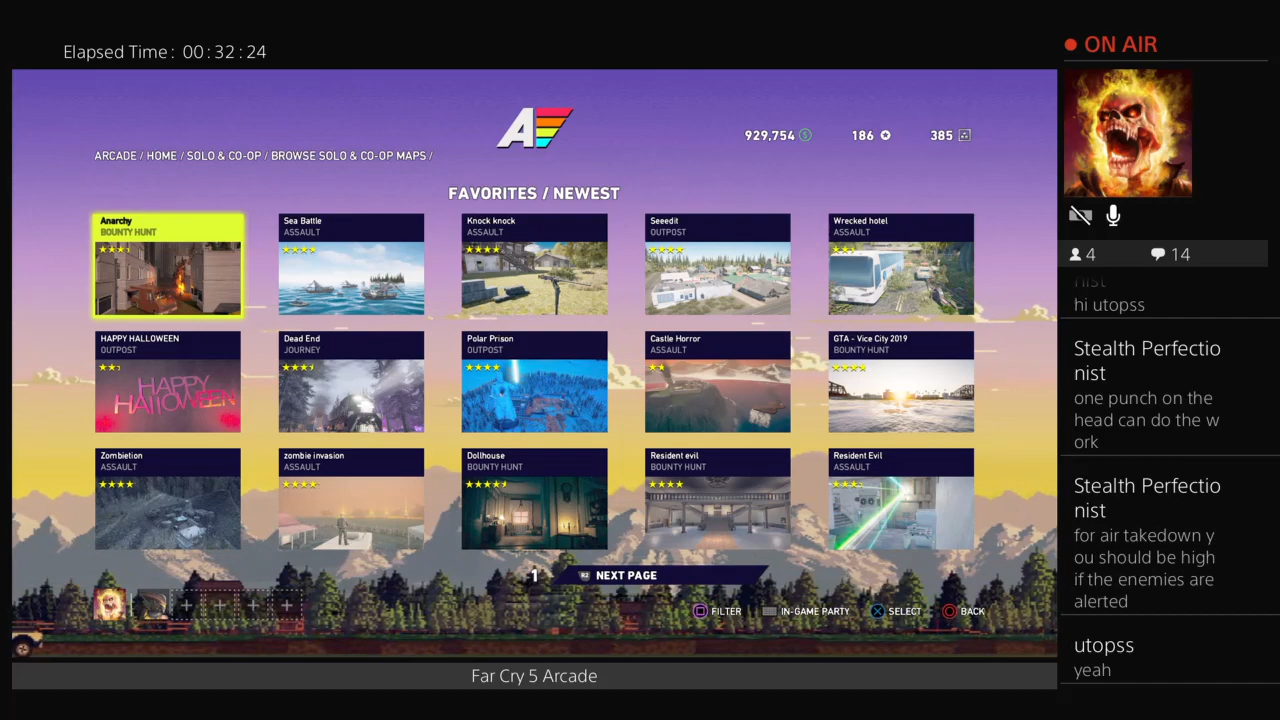 Elapsed Time: 00:32:24
ON AIR
929,754 186 385
ARCADE / HOME / SOLO & CO-OP / BROWSE SOLO & CO-OP MAPS /
FAVORITES / NEWEST
Anarchy
BOUNTY HUNT
Sea Battle
ASSAULT
Knock knock
ASSAULT
Seeedit
OUTPOST
Wrecked hotel
ASSAULT
HAPPY HALLOWEEN
OUTPOST
HAPPY
HALLOWEEN
Dead End
JOURNEY
Polar Prison
OUTPOST
Castle Horror
ASSAULT
GTA - Vice City 2019
BOUNTY HUNT
Zombietion
ASSAULT
zombie invasion
ASSAULT
Dollhouse
BOUNTY HUNT
Resident evil
BOUNTY HUNT
Resident Evil
ASSAULT
1 R2 NEXT PAGE
FILTER IN-GAME PARTY SELECT BACK
Far Cry 5 Arcade
4 14
nist
hi utopss
Stealth Perfectio
nist
one punch on the
head can do the w
ork
Stealth Perfectio
nist
for air takedown y
ou should be high
if the enemies are
alerted
utopss
yeah